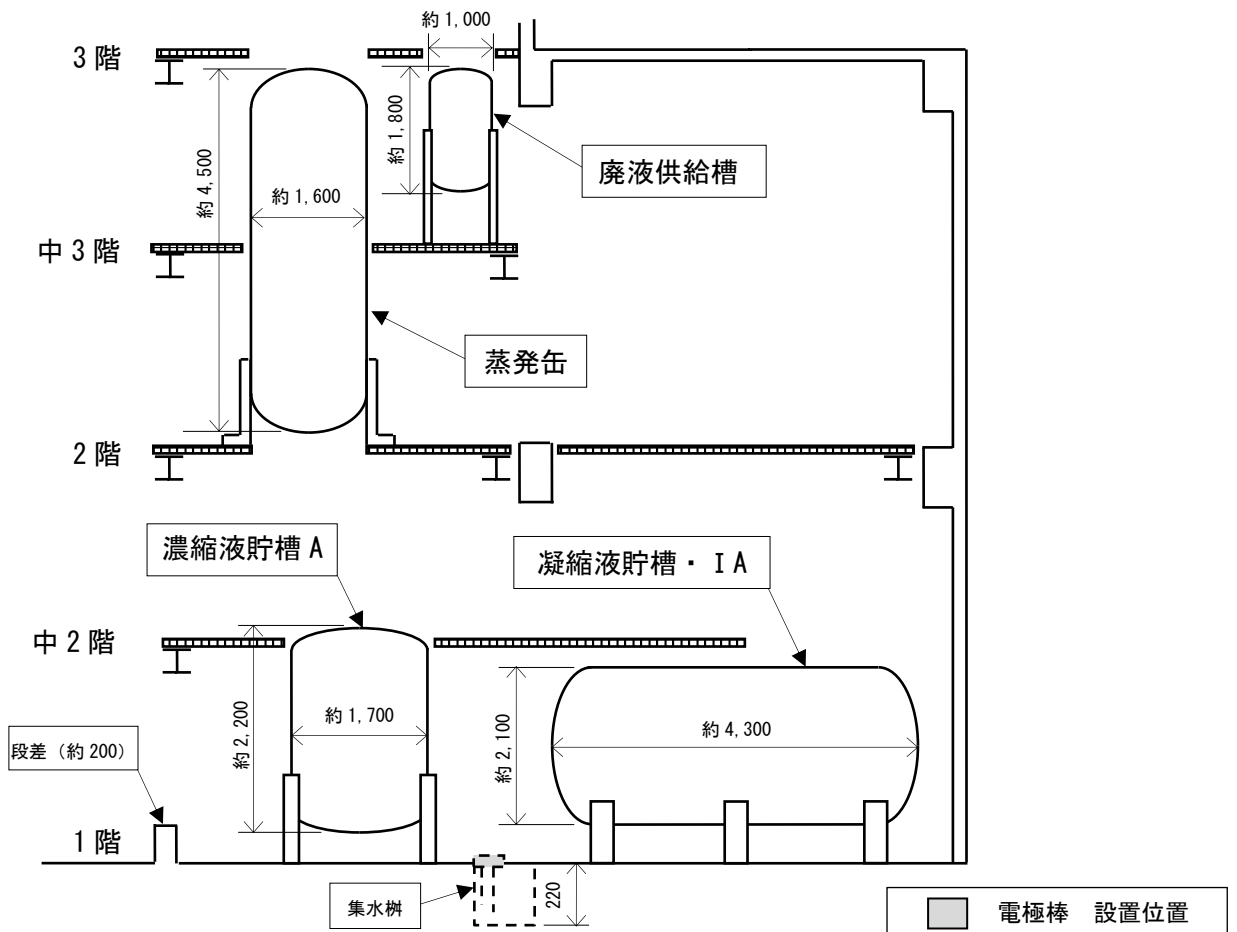 約 1,000
3 階
約 1,800
廃液供給槽
約 4,500
約 1,600
中 3 階
蒸発缶
2 階
濃縮液貯槽 A
凝縮液貯槽・ⅠA
中 2 階
約 2,200
約 1,700
約 2,100
約 4,300
段差（約 200）
1 階
集水桝
220
電極棒　設置位置